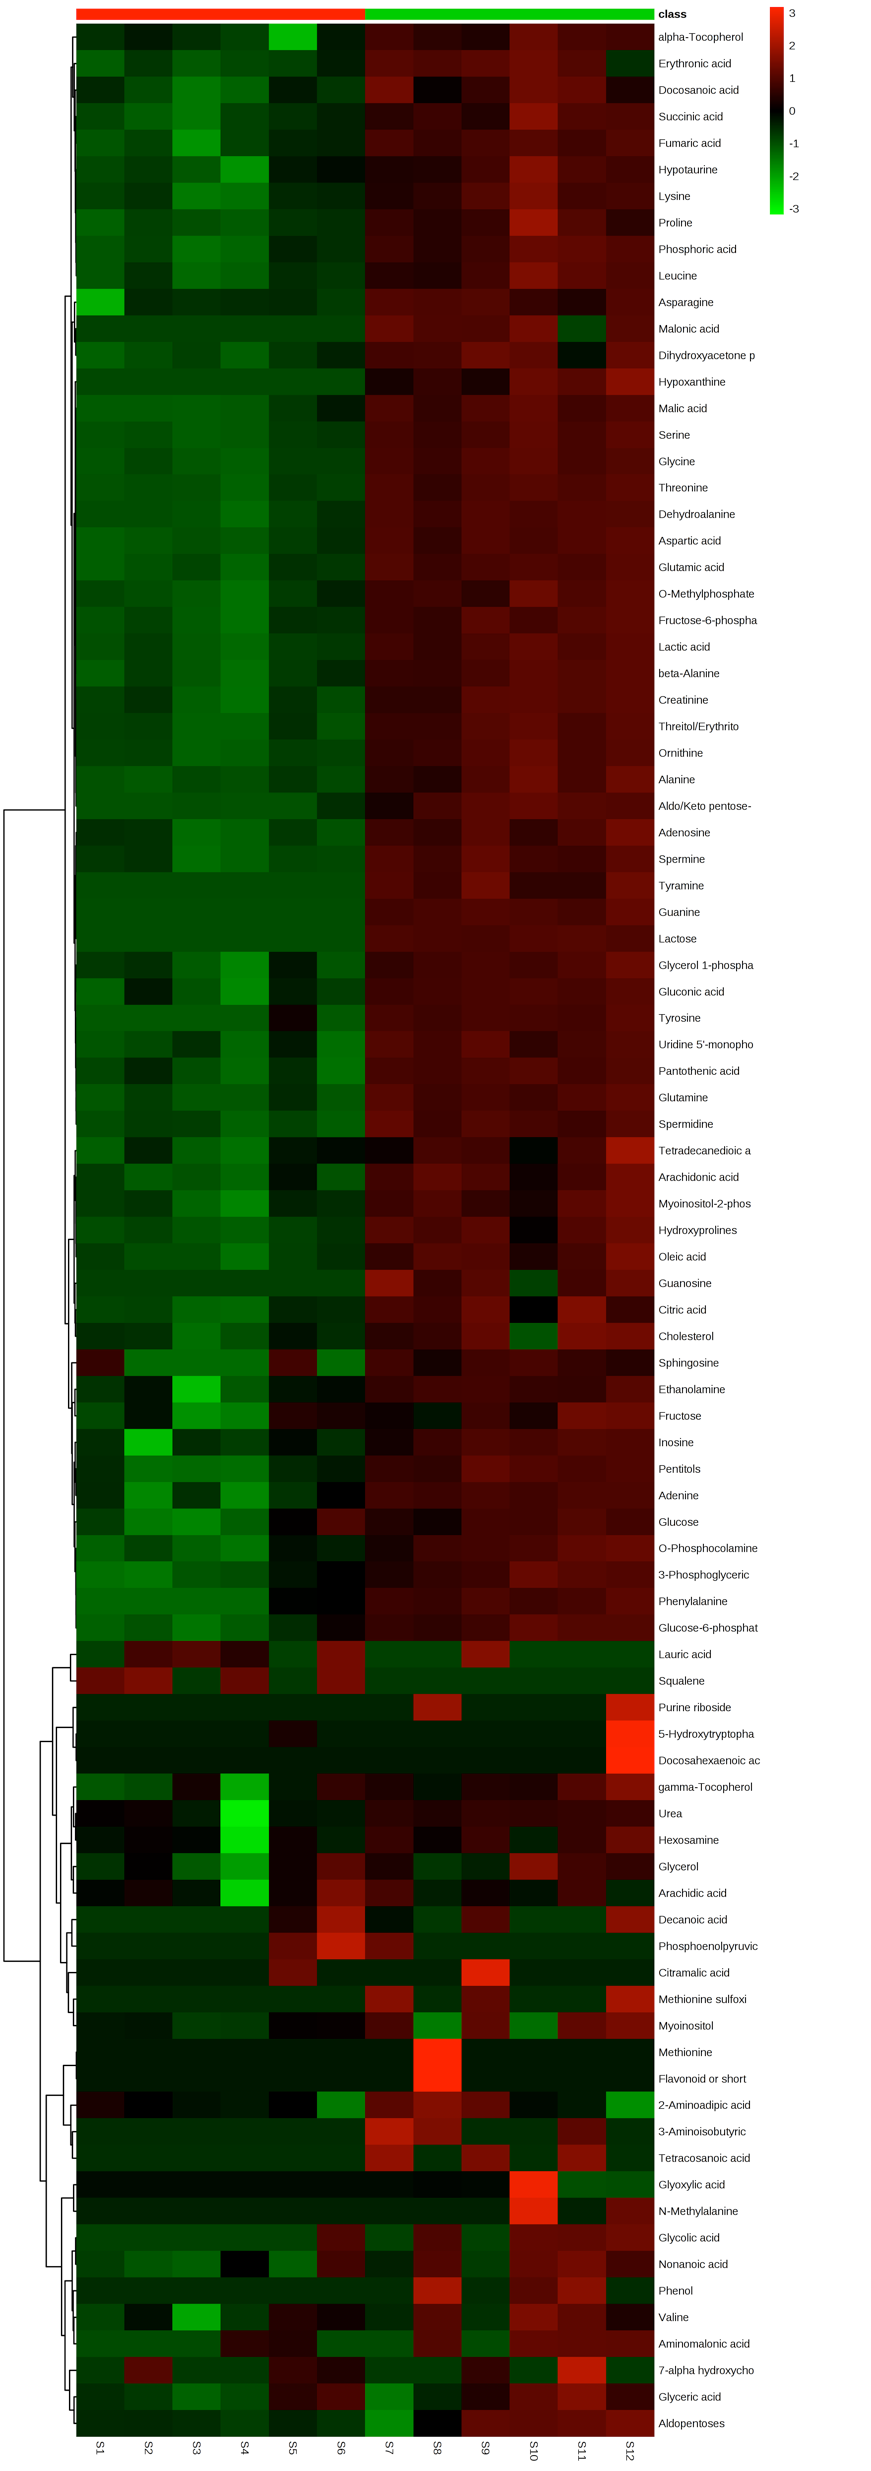 class
3
2
1
0
-1
-2
-3
alpha-Tocopherol
Erythronic acid
Docosanoic acid
Succinic acid
Fumaric acid
Hypotaurine
Lysine
Proline
Phosphoric acid
Leucine
Asparagine
Malonic acid
Dihydroxyacetone p
Hypoxanthine
Malic acid
Serine
Glycine
Threonine
Dehydroalanine
Aspartic acid
Glutamic acid
O-Methylphosphate
Fructose-6-phospha
Lactic acid
beta-Alanine
Creatinine
Threitol/Erythrito
Ornithine
Alanine
Aldo/Keto pentose-
Adenosine
Spermine
Tyramine
Guanine
Lactose
Glycerol 1-phospha
Gluconic acid
Tyrosine
Uridine 5'-monopho
Pantothenic acid
Glutamine
Spermidine
Tetradecanedioic a
Arachidonic acid
Myoinositol-2-phos
Hydroxyprolines
Oleic acid
Guanosine
Citric acid
Cholesterol
Sphingosine
Ethanolamine
Fructose
Inosine
Pentitols
Adenine
Glucose
O-Phosphocolamine
3-Phosphoglyceric
Phenylalanine
Glucose-6-phosphat
Lauric acid
Squalene
Purine riboside
5-Hydroxytryptopha
Docosahexaenoic ac
gamma-Tocopherol
Urea
Hexosamine
Glycerol
Arachidic acid
Decanoic acid
Phosphoenolpyruvic
Citramalic acid
Methionine sulfoxi
Myoinositol
Methionine
Flavonoid or short
2-Aminoadipic acid
3-Aminoisobutyric
Tetracosanoic acid
Glyoxylic acid
N-Methylalanine
Glycolic acid
Nonanoic acid
Phenol
Valine
Aminomalonic acid
7-alpha hydroxycho
Glyceric acid
Aldopentoses
S1
S2
S3
S4
S5
S6
S7
S8
S9
S10
S11
S12